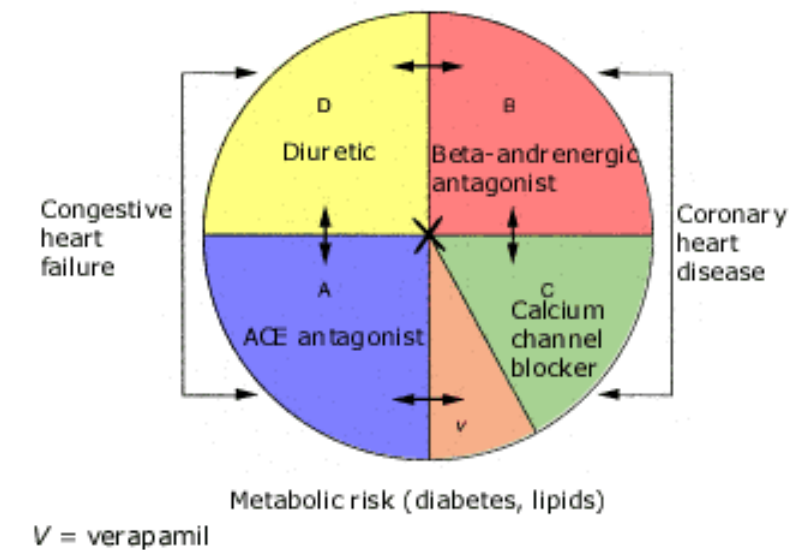 D
Diuretic
B
Beta-andrenergic
antagonist
Congestive
heart
failure
Coronary
heart
disease
A
ACE antagonist
C
Calcium
channel
blocker
v
Metabolic risk (diabetes, lipids)
V = verapamil